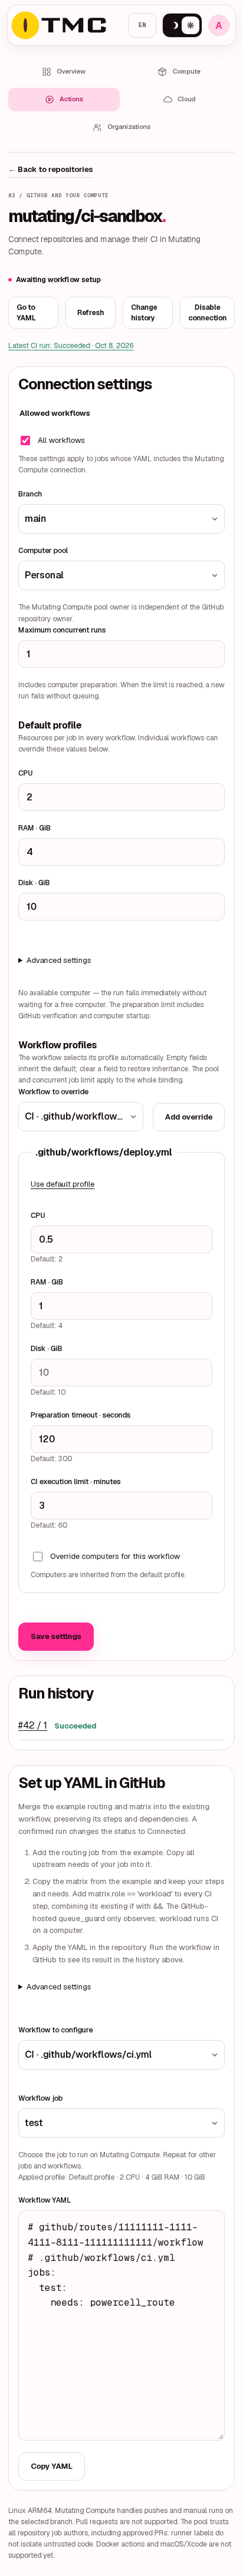 TMC
EN
A
Overview
Compute
Actions
Cloud
Organizations
← Back to repositories
03 / GITHUB AND YOUR COMPUTE
mutating/ci-sandbox.
Connect repositories and manage their CI in Mutating
Compute.
Awaiting workflow setup
Go to
YAML
Refresh
Change
history
Disable
connection
Latest CI run: Succeeded · Oct 8, 2026
Connection settings
Allowed workflows
All workflows
These settings apply to jobs whose YAML includes the Mutating
Compute connection.
Branch
main
Computer pool
Personal
The Mutating Compute pool owner is independent of the GitHub
repository owner.
Maximum concurrent runs
1
Includes computer preparation. When the limit is reached, a new
run fails without queuing.
Default profile
Resources per job in every workflow. Individual workflows can
override these values below.
CPU
2
RAM · GiB
4
Disk · GiB
10
Advanced settings
No available computer — the run fails immediately without
waiting for a free computer. The preparation limit includes
GitHub verification and computer startup.
Workflow profiles
The workflow selects its profile automatically. Empty fields
inherit the default; clear a field to restore inheritance. The pool
and concurrent job limit apply to the whole binding.
Workflow to override
CI · .github/workflow...
Add override
.github/workflows/deploy.yml
Use default profile
CPU
0.5
Default: 2
RAM · GiB
1
Default: 4
Disk · GiB
10
Default: 10
Preparation timeout · seconds
120
Default: 300
CI execution limit · minutes
3
Default: 60
Override computers for this workflow
Computers are inherited from the default profile.
Save settings
Run history
#42 / 1
Succeeded
Set up YAML in GitHub
Merge the example routing and matrix into the existing
workflow, preserving its steps and dependencies. A
confirmed run changes the status to Connected.
1. Add the routing job from the example. Copy all
upstream needs of your job into it.
2. Copy the matrix from the example and keep your steps
and needs. Add matrix.role == 'workload' to every CI
step, combining its existing if with &&. The GitHub-
hosted queue_guard only observes; workload runs CI
on a computer.
3. Apply the YAML in the repository. Run the workflow in
GitHub to see its result in the history above.
Advanced settings
Workflow to configure
CI · .github/workflows/ci.yml
Workflow job
test
Choose the job to run on Mutating Compute. Repeat for other
jobs and workflows.
Applied profile: Default profile · 2 CPU · 4 GiB RAM · 10 GiB
Workflow YAML
# github/routes/11111111-1111-
4111-8111-111111111111/workflow
# .github/workflows/ci.yml
jobs:
test:
needs: powercell_route
Copy YAML
Linux ARM64. Mutating Compute handles pushes and manual runs on
the selected branch. Pull requests are not supported. The pool trusts
all repository job authors, including approved PRs: runner labels do
not isolate untrusted code. Docker actions and macOS/Xcode are not
supported yet.